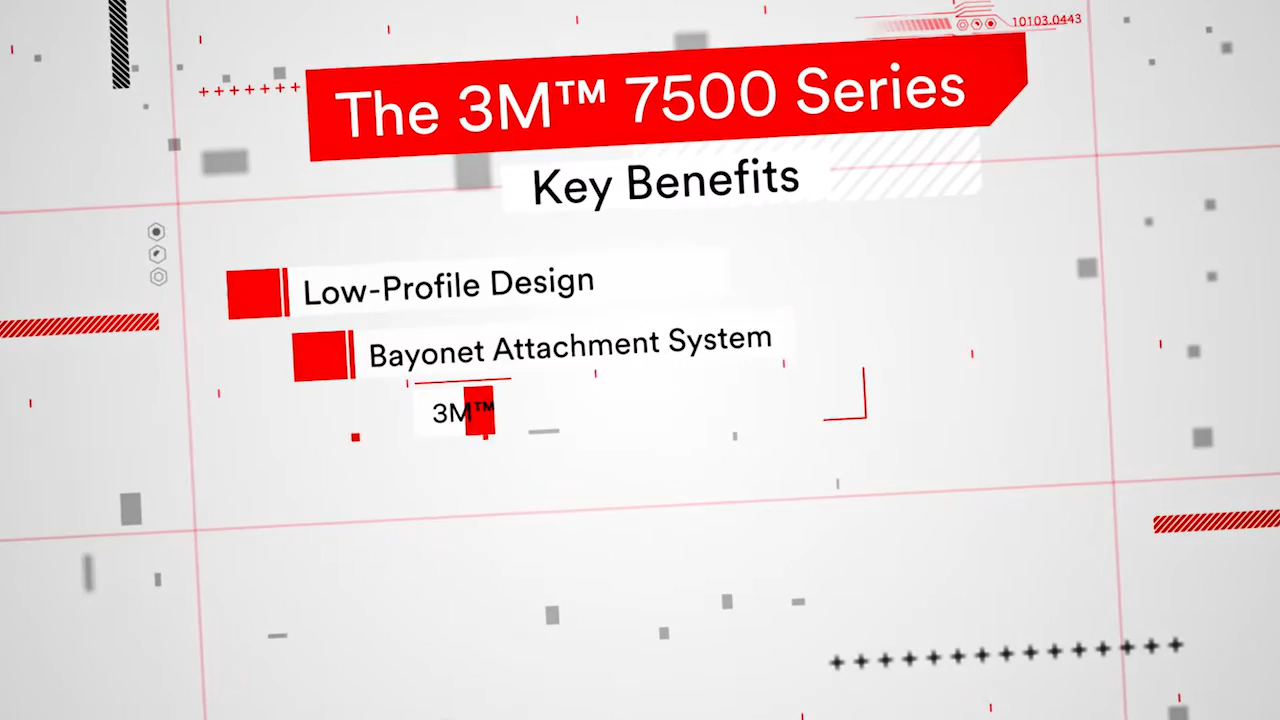 10103.0443
The 3M™ 7500 Series
Key Benefits
Low-Profile Design
Bayonet Attachment System
3M™